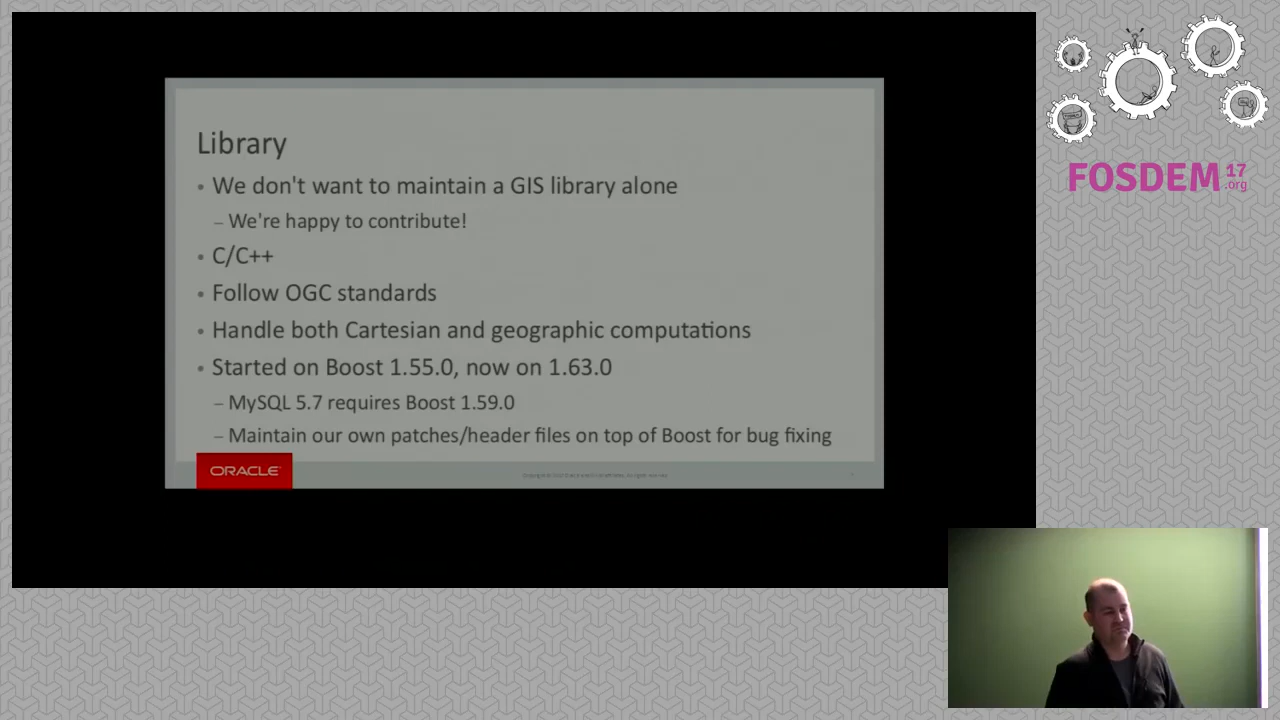 Library
• We don't want to maintain a GIS library alone
– We're happy to contribute!
• C/C++
• Follow OGC standards
• Handle both Cartesian and geographic computations
• Started on Boost 1.55.0, now on 1.63.0
– MySQL 5.7 requires Boost 1.59.0
– Maintain our own patches/header files on top of Boost for bug fixing
ORACLE
FOSDEM 17
.org